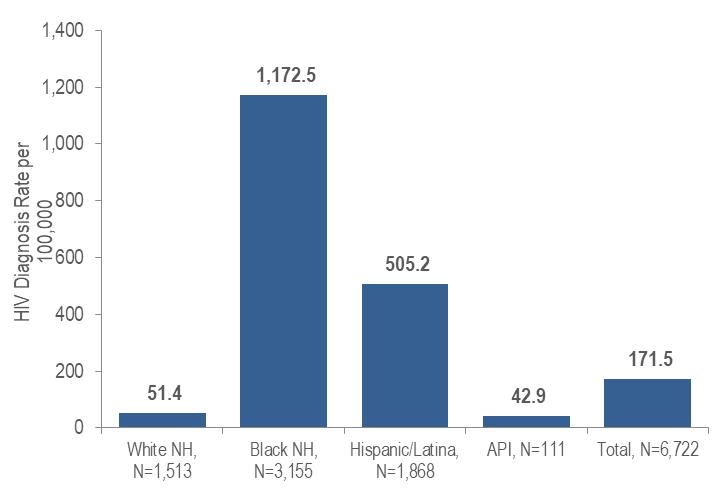 HIV Diagnosis Rate per
100,000
1,400
1,200
1,000
800
600
400
200
0
51.4
1,172.5
505.2
42.9
171.5
White NH,
N=1,513
Black NH,
N=3,155
Hispanic/Latina,
N=1,868
API, N=111
Total, N=6,722